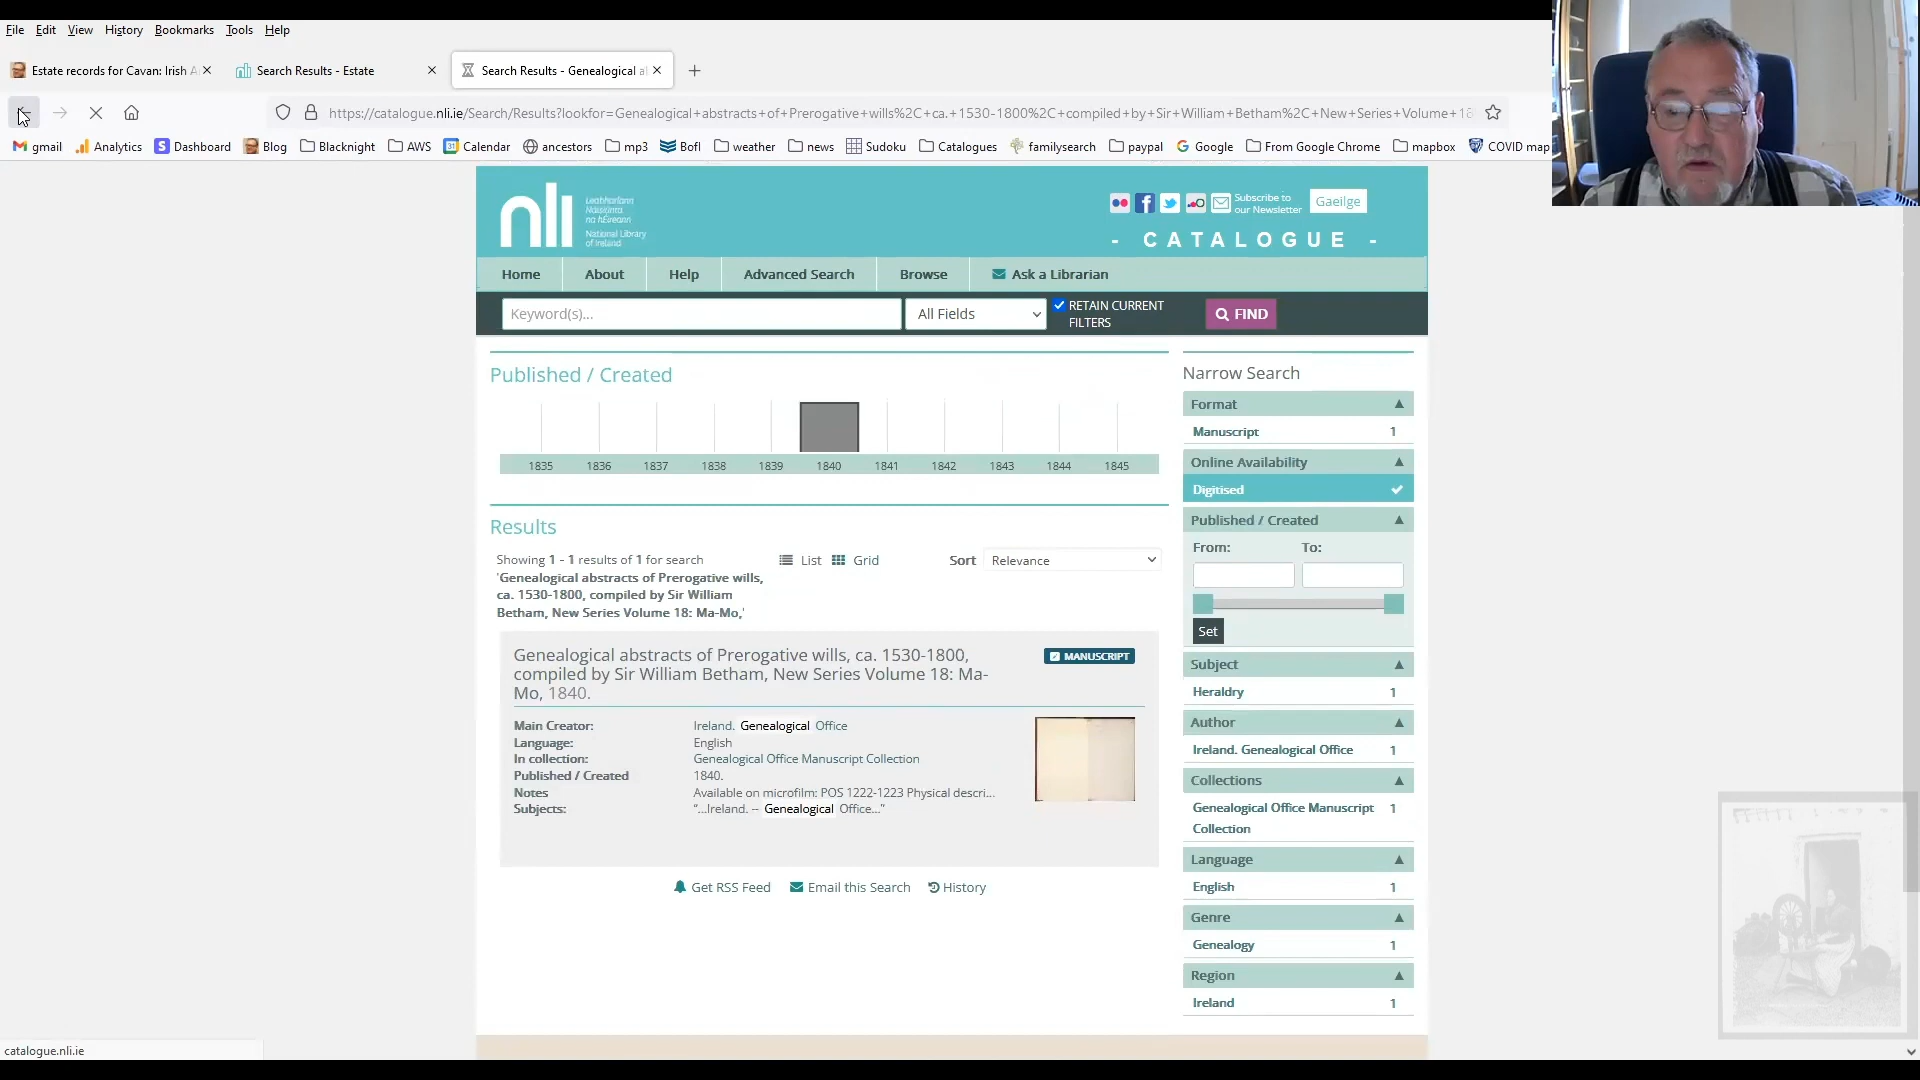 File Edit View History Bookmarks Tools Help
Estate records for Cavan: Irish A
Search Results - Estate
Search Results - Genealogical a
https://catalogue.nli.ie/Search/Results?lookfor=Genealogical+abstracts+of+Prerogative+wills%2C+ca.+1530-1800%2C+compiled+by+Sir+William+Betham%2C+New+Series+Volume+18
gmail Analytics Dashboard Blog Blacknight AWS Calendar ancestors mp3 BofI weather news Sudoku Catalogues familysearch paypal Google From Google Chrome mapbox COVID map
nli
Leabharlann
Náisiúnta
na hÉireann
National Library
of Ireland
Subscribe to
our Newsletter
Gaeilge
- CATALOGUE -
Home About Help Advanced Search Browse Ask a Librarian
Keyword(s)...
All Fields
RETAIN CURRENT
FILTERS
FIND
Published / Created
1835 1836 1837 1838 1839 1840 1841 1842 1843 1844 1845
Results
Showing 1 - 1 results of 1 for search
'Genealogical abstracts of Prerogative wills,
ca. 1530-1800, compiled by Sir William
Betham, New Series Volume 18: Ma-Mo,'
List Grid
Sort Relevance
Genealogical abstracts of Prerogative wills, ca. 1530-1800,
compiled by Sir William Betham, New Series Volume 18: Ma-
Mo, 1840.
MANUSCRIPT
Main Creator: Ireland. Genealogical Office
Language: English
In collection: Genealogical Office Manuscript Collection
Published / Created 1840.
Notes Available on microfilm: POS 1222-1223 Physical descri...
Subjects: “...Ireland. -- Genealogical Office...”
Get RSS Feed Email this Search History
Narrow Search
Format
Manuscript 1
Online Availability
Digitised
Published / Created
From: To:
Set
Subject
Heraldry 1
Author
Ireland. Genealogical Office 1
Collections
Genealogical Office Manuscript 1
Collection
Language
English 1
Genre
Genealogy 1
Region
Ireland 1
catalogue.nli.ie